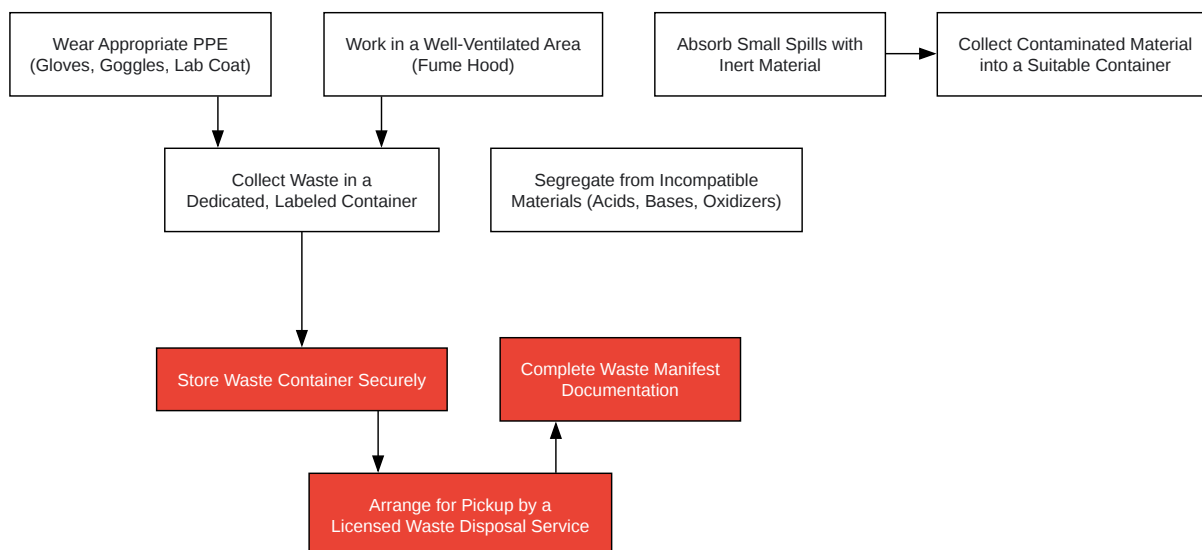 Wear Appropriate PPE
(Gloves, Goggles, Lab Coat)
Work in a Well-Ventilated Area
(Fume Hood)
Absorb Small Spills with
Inert Material
Collect Contaminated Material
into a Suitable Container
Collect Waste in a
Dedicated, Labeled Container
Segregate from Incompatible
Materials (Acids, Bases, Oxidizers)
Store Waste Container Securely
Complete Waste Manifest
Documentation
Arrange for Pickup by a
Licensed Waste Disposal Service